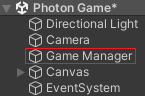 Photon Game*
Directional Light
Camera
Game Manager
Canvas
EventSystem